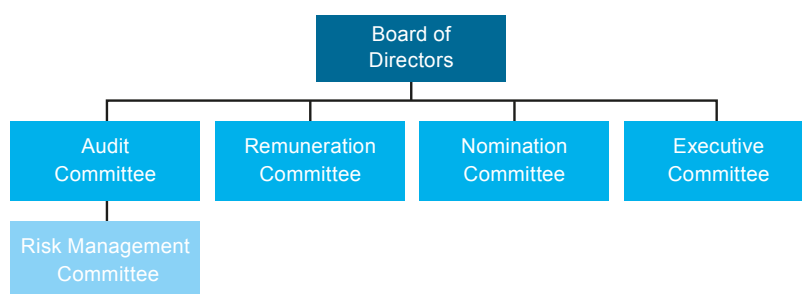 Board of
Directors
Audit
Committee
Remuneration
Committee
Nomination
Committee
Executive
Committee
Risk Management
Committee